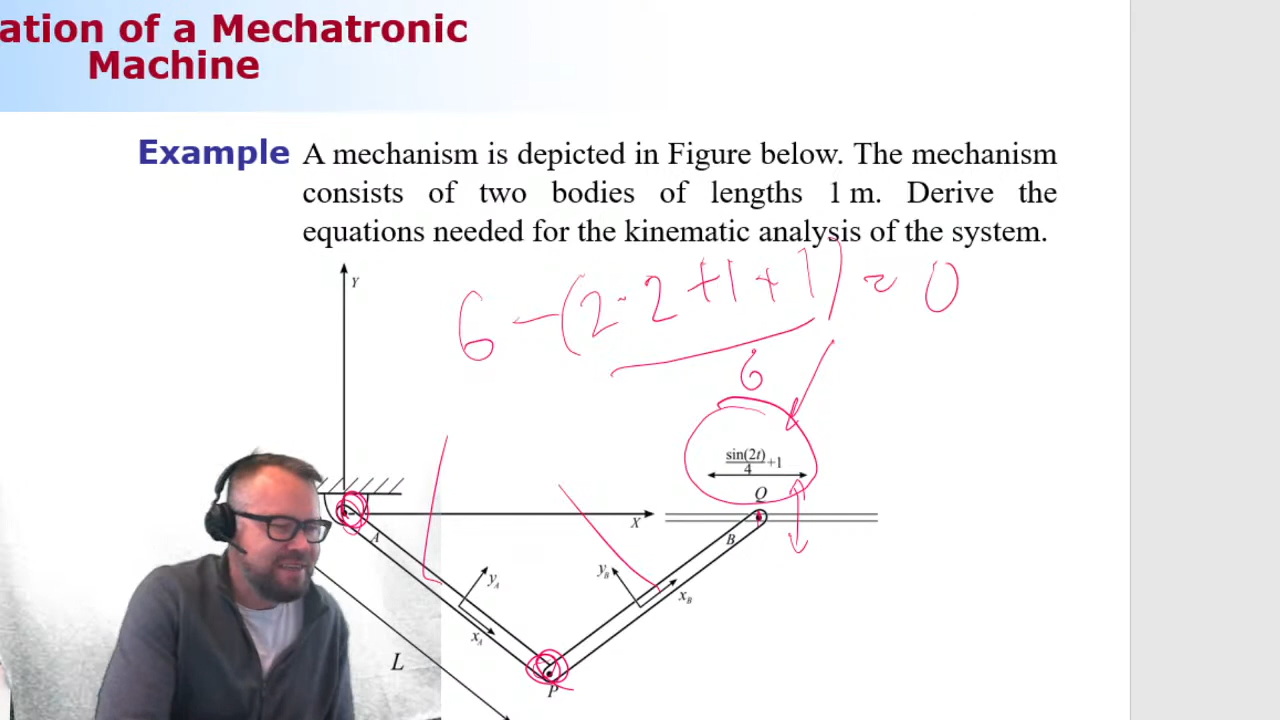 ation of a Mechatronic
Machine
Example A mechanism is depicted in Figure below. The mechanism
consists of two bodies of lengths 1 m. Derive the
equations needed for the kinematic analysis of the system.
6 - (2·2 +1 +1) = 0
6
Y
sin(2t)/4 +1
Q
X
A
B
y_A
x_A
y_B
x_B
L
P